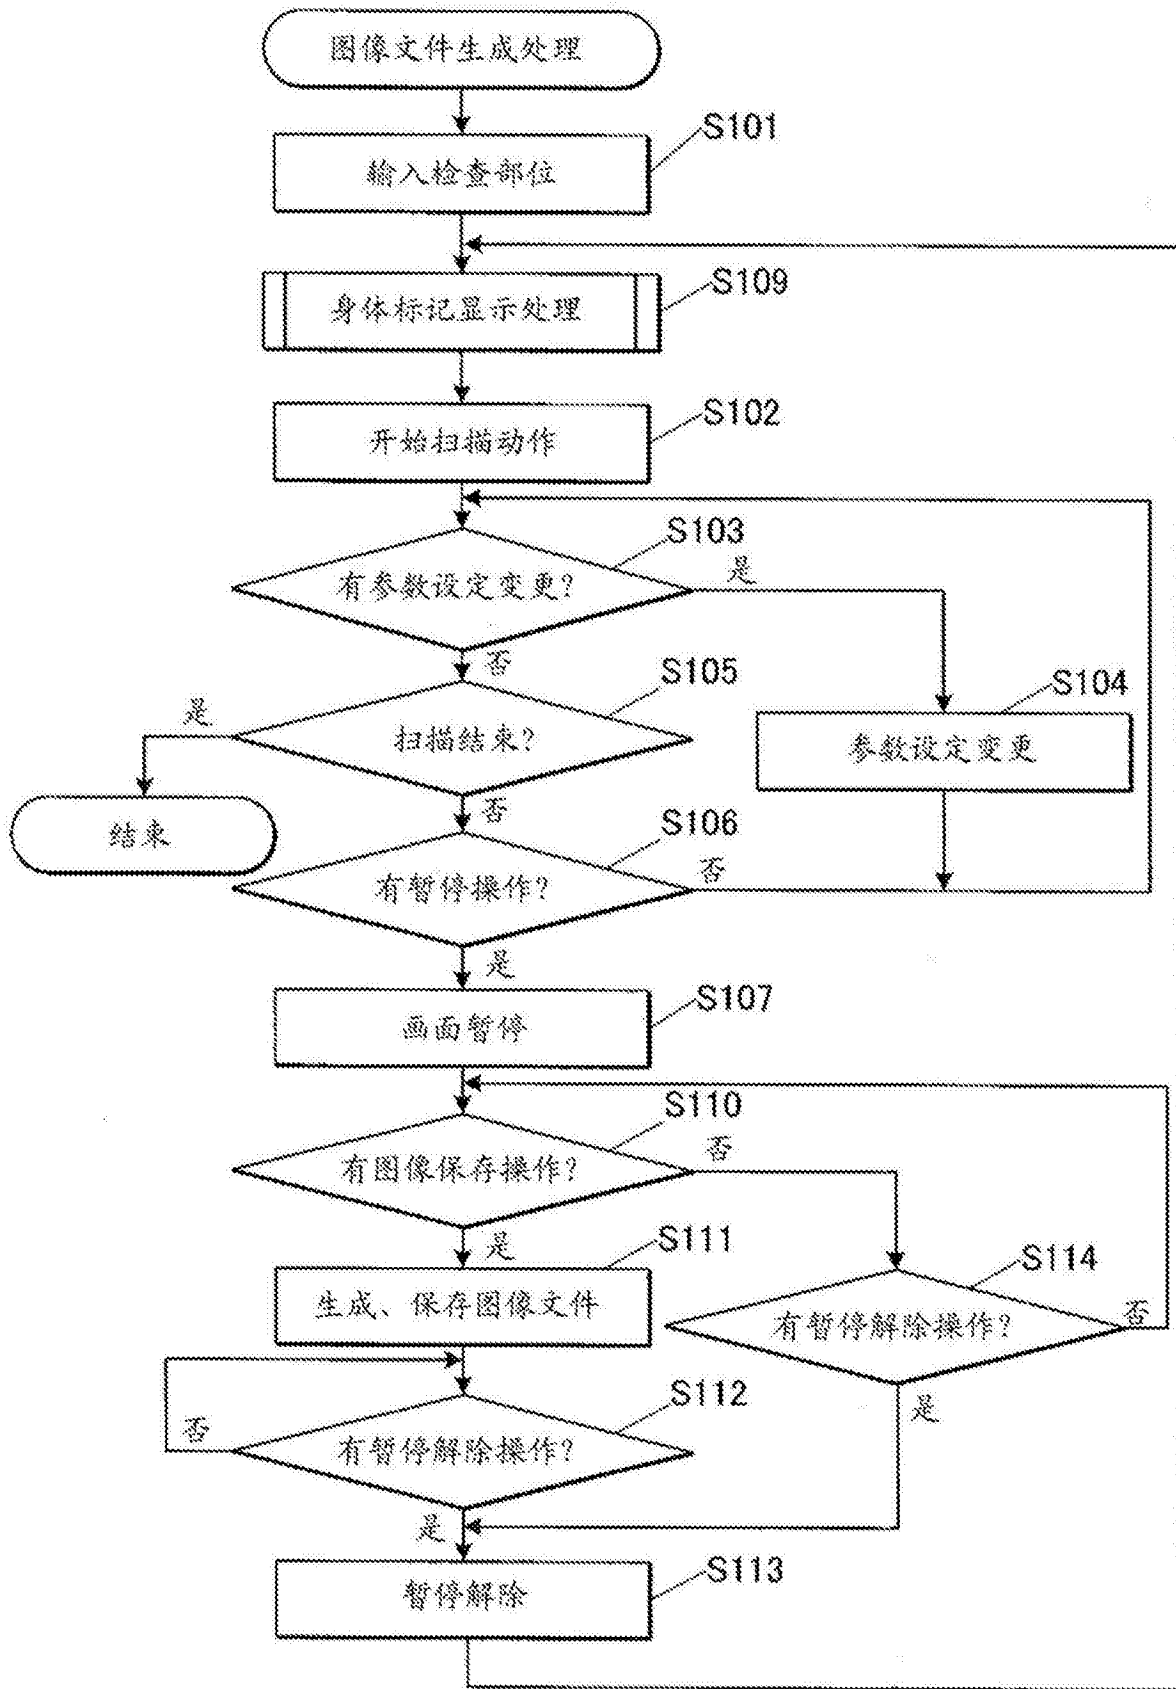 图像文件生成处理
S101
输入检查部位
S109
身体标记显示处理
S102
开始扫描动作
S103
有参数设定变更?
是
否
S105
S104
是
扫描结束?
参数设定变更
否
结束
S106
有暂停操作?
否
是
S107
画面暂停
S110
否
有图像保存操作?
是
S111
S114
生成、保存图像文件
有暂停解除操作?
否
S112
是
否
有暂停解除操作?
是
S113
暂停解除